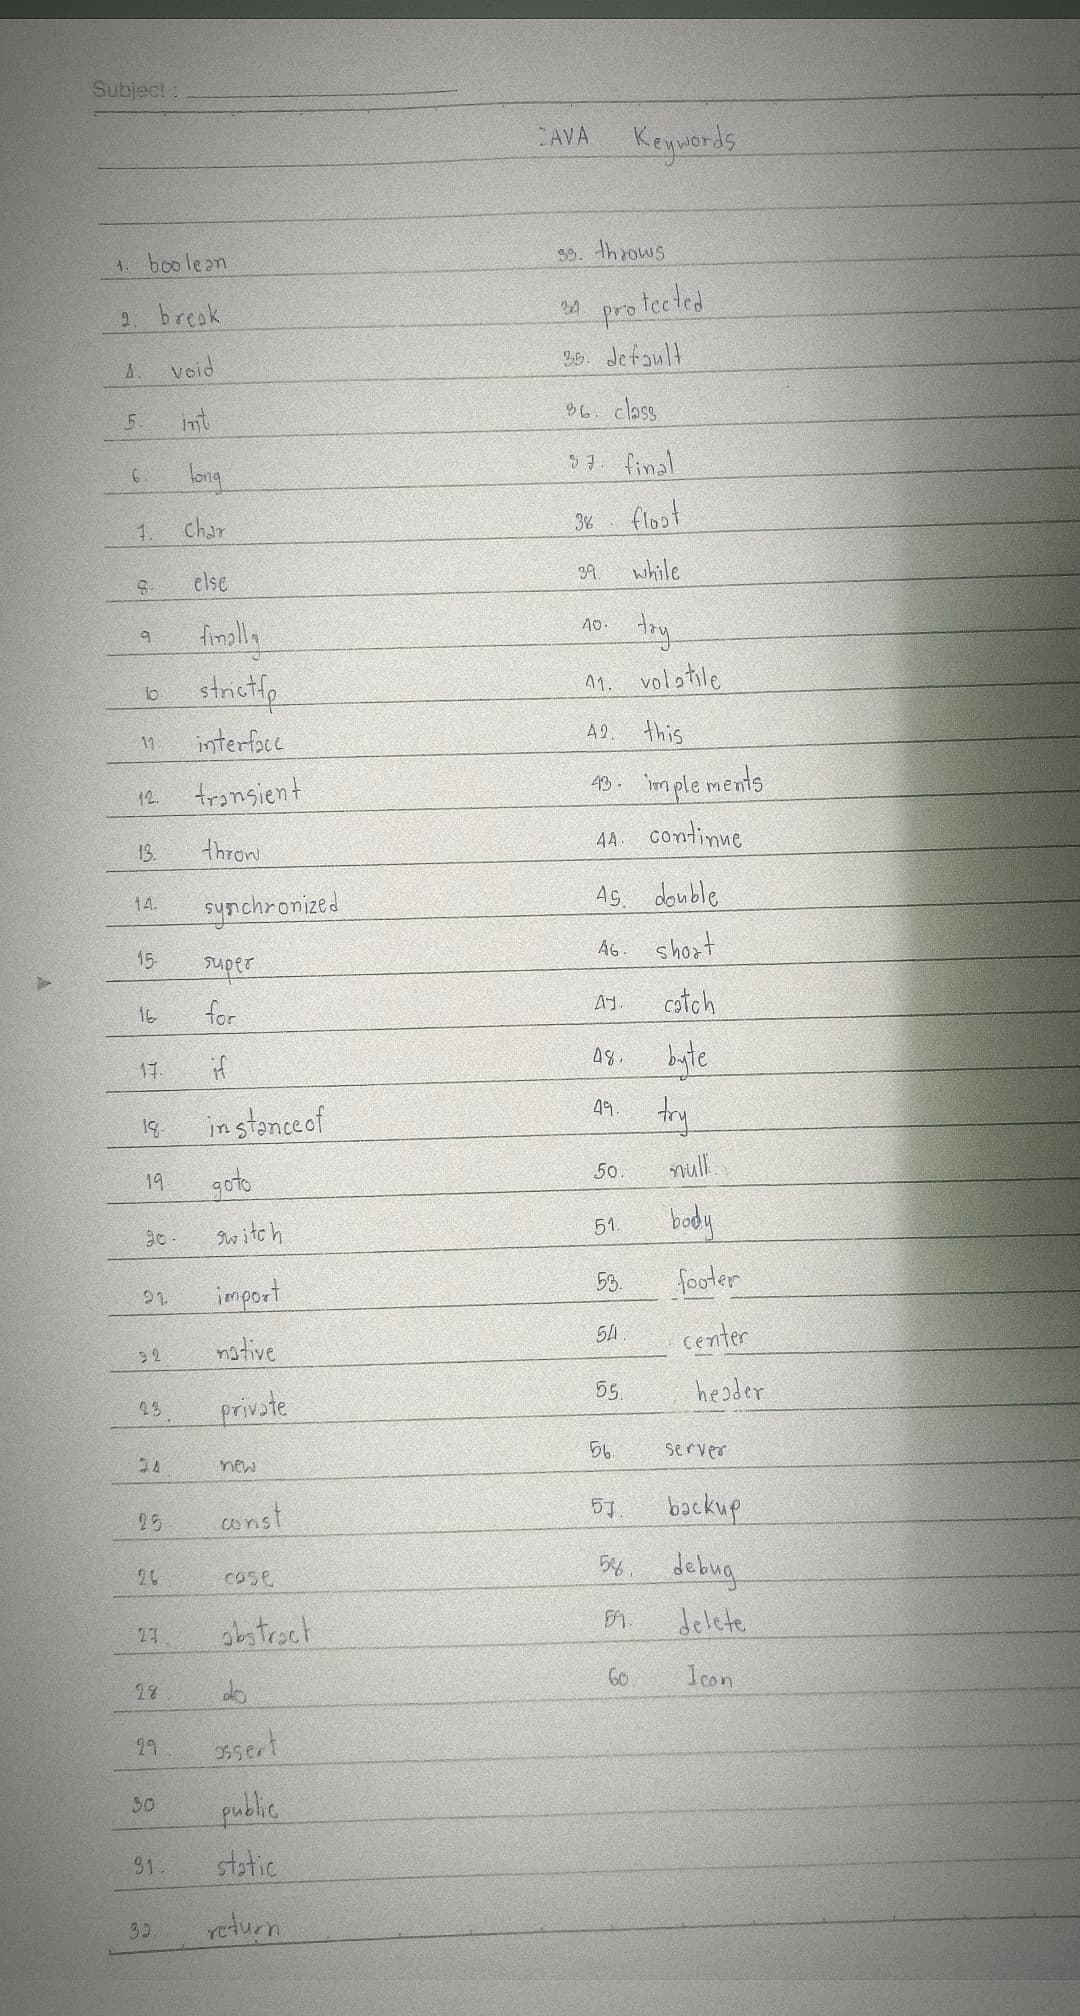 Subject :
JAVA Keywords
1. boolean
2. break
4. void
5. int
6. long
7. char
8. else
9 finally
10 strictfp
11 interface
12. transient
13. throw
14. synchronized
15. super
16 for
17. if
18. instanceof
19 goto
20. switch
21. import
22 native
23. private
24. new
25. const
26. case
27. abstract
28. do
29. assert
30 public
31. static
32 return
33. throws
34. protected
35. default
36. class
37. final
38. float
39. while
40. try
41. volatile
42. this
43. implements
44. continue
45. double
46. short
47. catch
48. byte
49. try
50. null
51. body
53. footer
54. center
55. header
56. server
57. backup
58. debug
59. delete
60 Icon